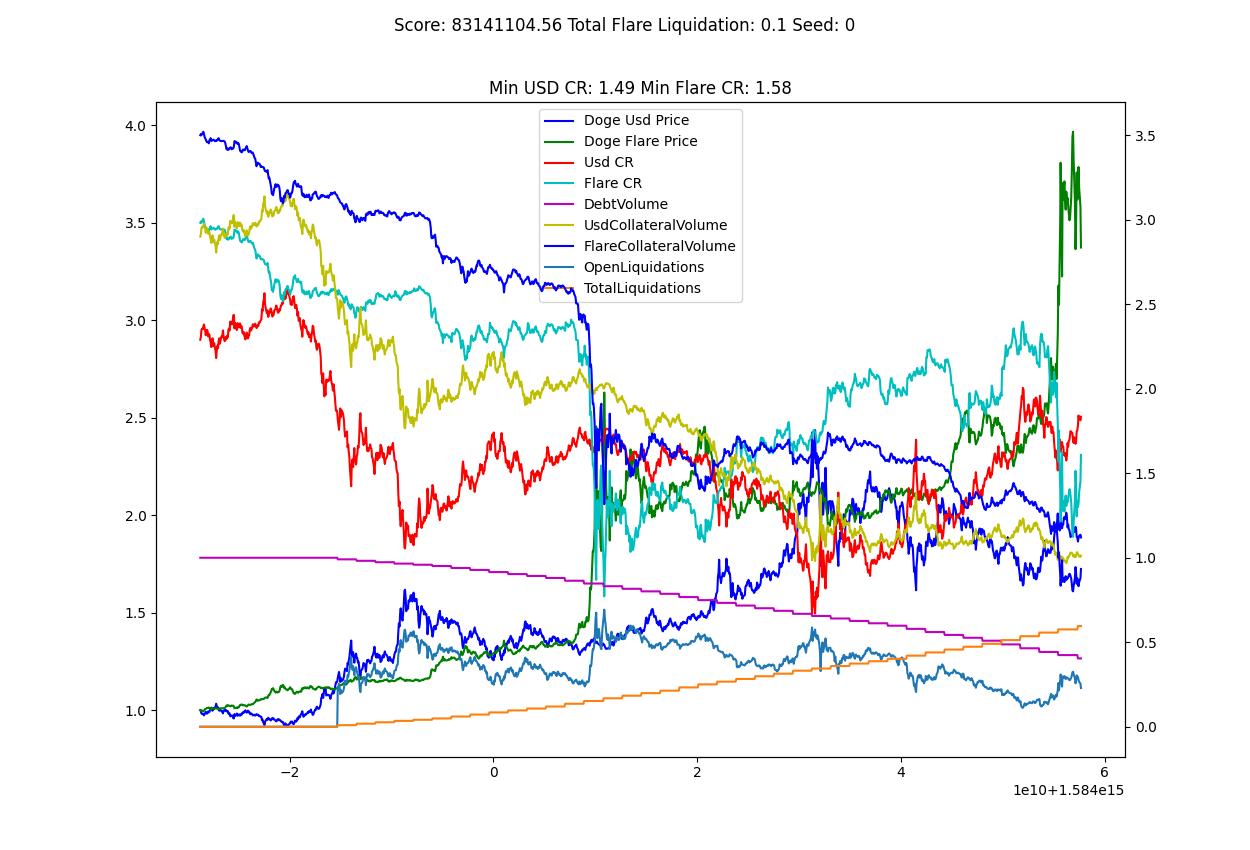 Score: 83141104.56 Total Flare Liquidation: 0.1 Seed: 0
Min USD CR: 1.49 Min Flare CR: 1.58
Doge Usd Price
Doge Flare Price
Usd CR
Flare CR
DebtVolume
UsdCollateralVolume
FlareCollateralVolume
OpenLiquidations
TotalLiquidations
4.0
3.5
3.0
2.5
2.0
1.5
1.0
3.5
3.0
2.5
2.0
1.5
1.0
0.5
0.0
−2
0
2
4
6
1e10+1.584e15